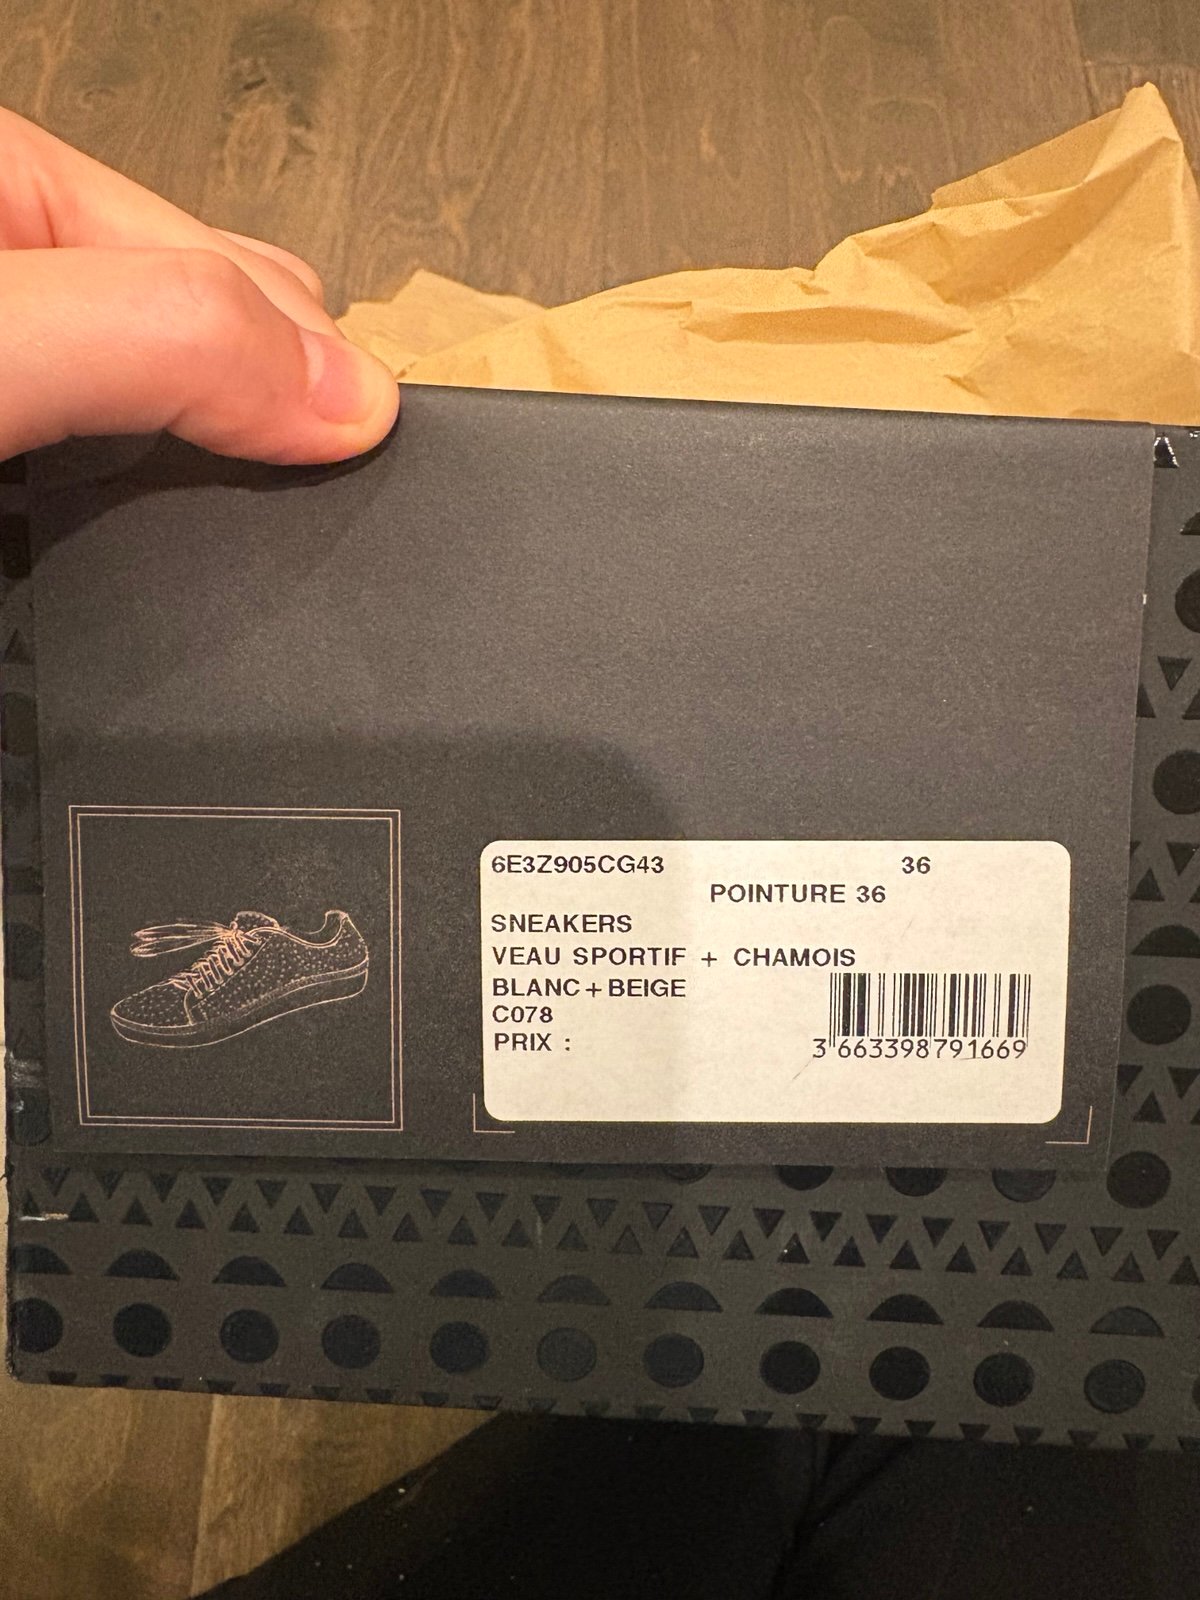 6E3Z905CG43 36
POINTURE 36
SNEAKERS
VEAU SPORTIF + CHAMOIS
BLANC+BEIGE
C078
PRIX :
3 663398 791669